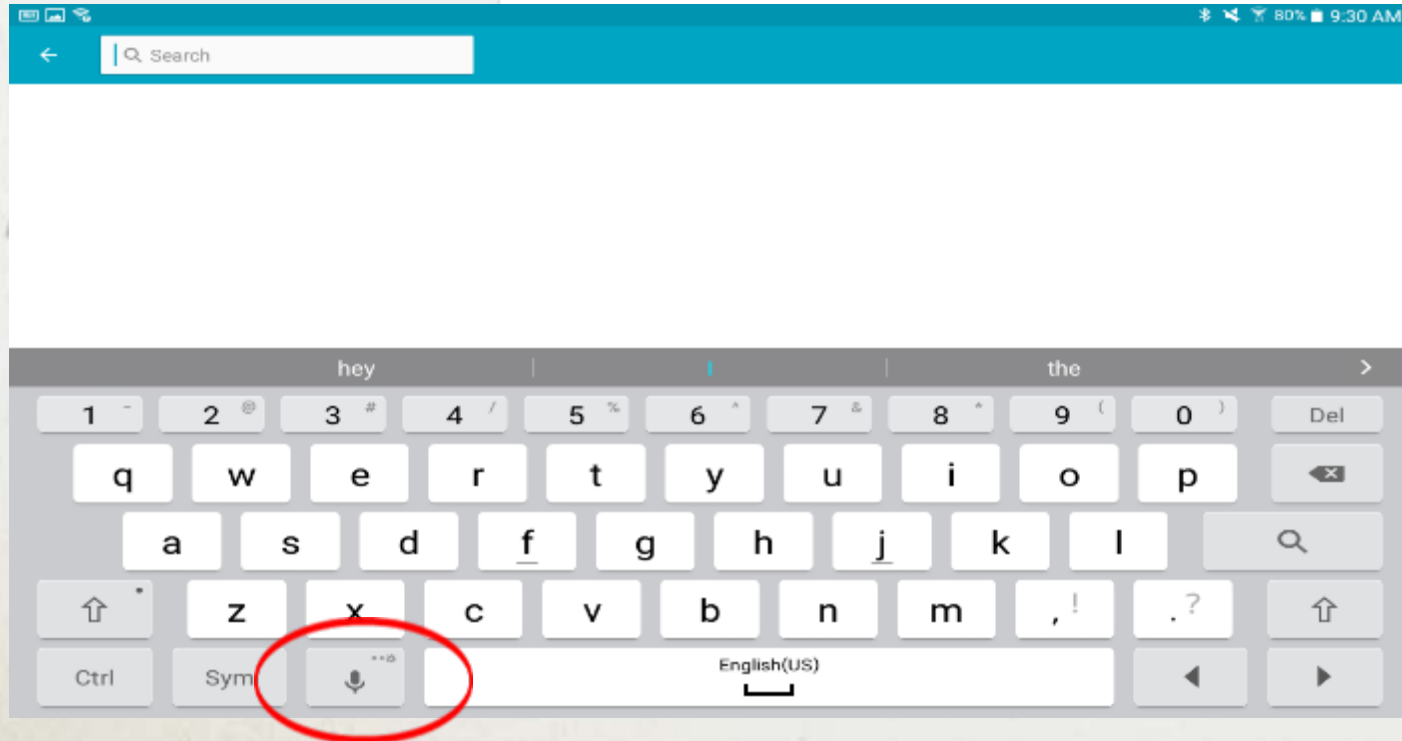 80% 9:30 AM
Search
hey I the >
1 - 2 @ 3 # 4 / 5 % 6 ^ 7 & 8 * 9 ( 0 ) Del
q w e r t y u i o p
a s d f g h j k l
z x c v b n m , ! . ?
Ctrl Sym English(US)